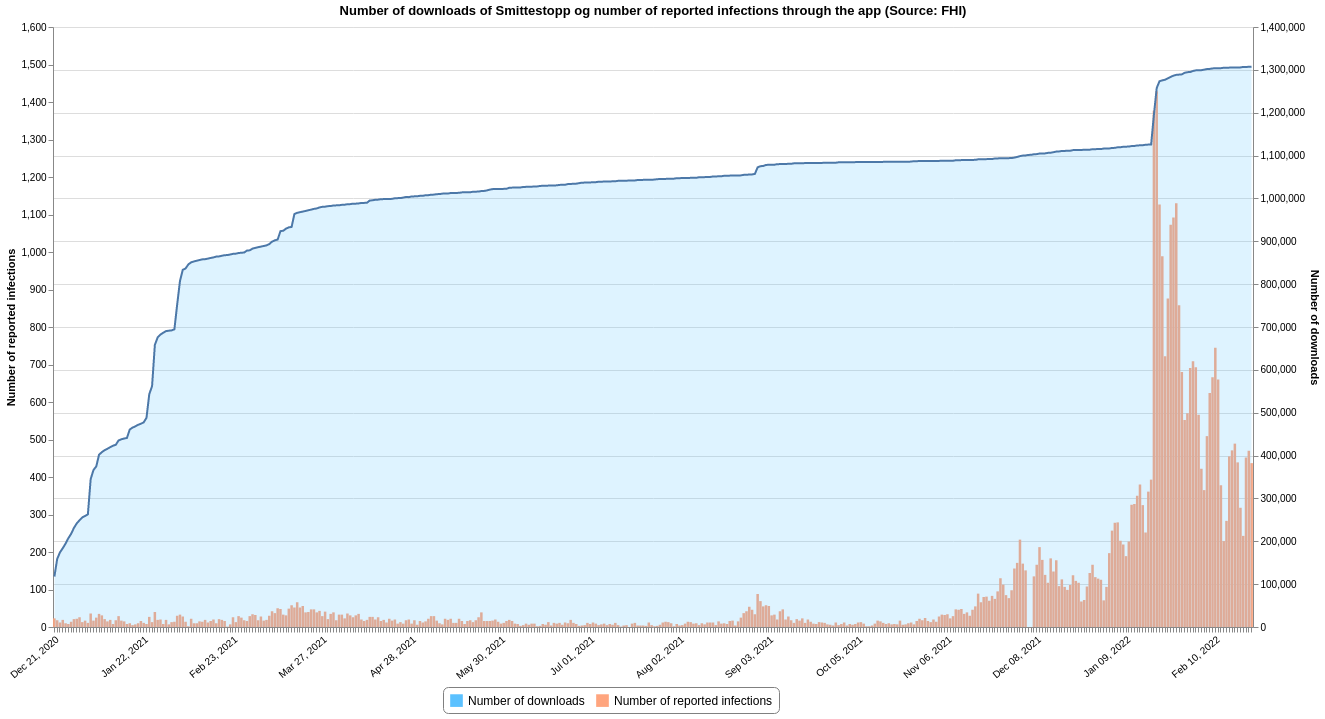 Number of downloads of Smittestopp og number of reported infections through the app (Source: FHI)
Number of reported infections
1,600
1,500
1,400
1,300
1,200
1,100
1,000
900
800
700
600
500
400
300
200
100
0
1,400,000
1,300,000
1,200,000
1,100,000
1,000,000
900,000
800,000
700,000
600,000
500,000
400,000
300,000
200,000
100,000
0
Number of downloads
Dec 21, 2020
Jan 22, 2021
Feb 23, 2021
Mar 27, 2021
Apr 28, 2021
May 30, 2021
Jul 01, 2021
Aug 02, 2021
Sep 03, 2021
Oct 05, 2021
Nov 06, 2021
Dec 08, 2021
Jan 09, 2022
Feb 10, 2022
Number of downloads
Number of reported infections